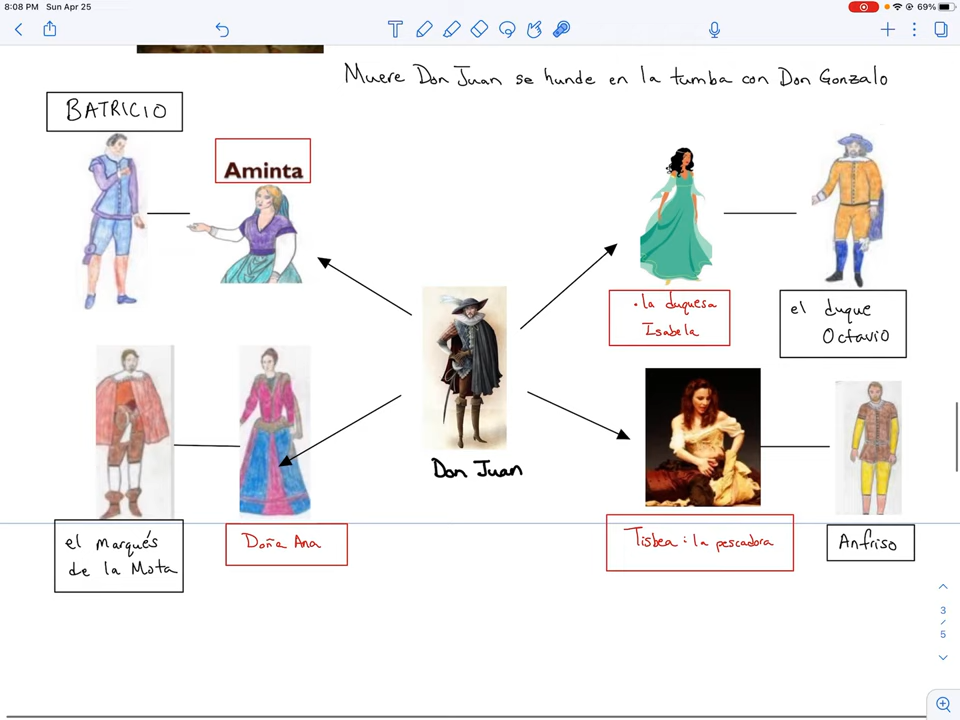 8:08 PM Sun Apr 25
69%
Muere Don Juan se hunde en la tumba con Don Gonzalo
BATRICIO
Aminta
• la duquesa
Isabela
el duque
Octavio
Don Juan
el Marqués
de la Mota
Doña Ana
Tisbea : la pescadora
Anfriso
3
/
5